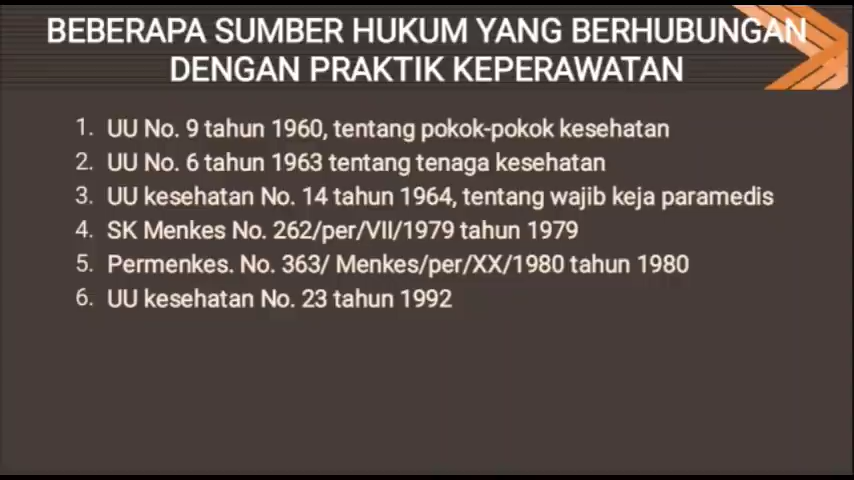 BEBERAPA SUMBER HUKUM YANG BERHUBUNGAN
DENGAN PRAKTIK KEPERAWATAN
1. UU No. 9 tahun 1960, tentang pokok-pokok kesehatan
2. UU No. 6 tahun 1963 tentang tenaga kesehatan
3. UU kesehatan No. 14 tahun 1964, tentang wajib keja paramedis
4. SK Menkes No. 262/per/VII/1979 tahun 1979
5. Permenkes. No. 363/ Menkes/per/XX/1980 tahun 1980
6. UU kesehatan No. 23 tahun 1992